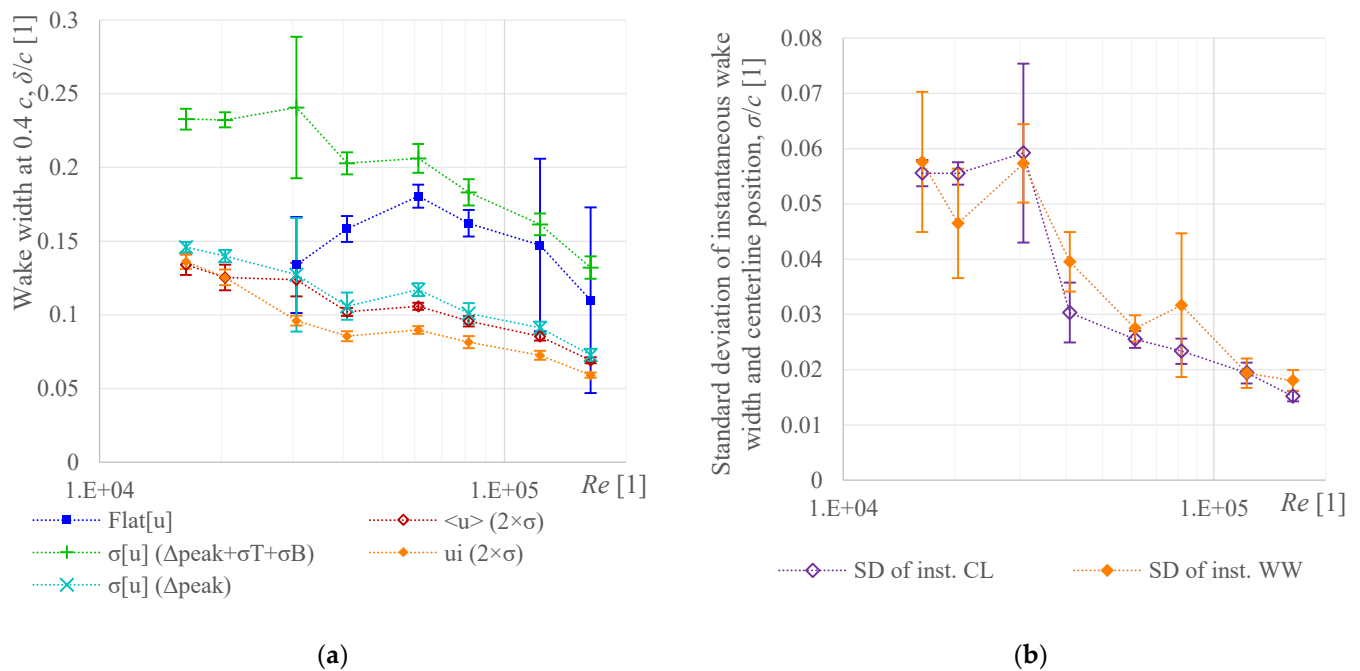 Wake width at 0.4 c, δ/c [1]
0.3
0.25
0.2
0.15
0.1
0.05
0
1.E+04
1.E+05
Re [1]
Flat[u]
<u> (2×σ)
σ[u] (Δpeak+σT+σB)
ui (2×σ)
σ[u] (Δpeak)
(a)
Standard deviation of instantaneous wake
width and centerline position, σ/c [1]
0.08
0.07
0.06
0.05
0.04
0.03
0.02
0.01
0
1.E+04
1.E+05
Re [1]
SD of inst. CL
SD of inst. WW
(b)